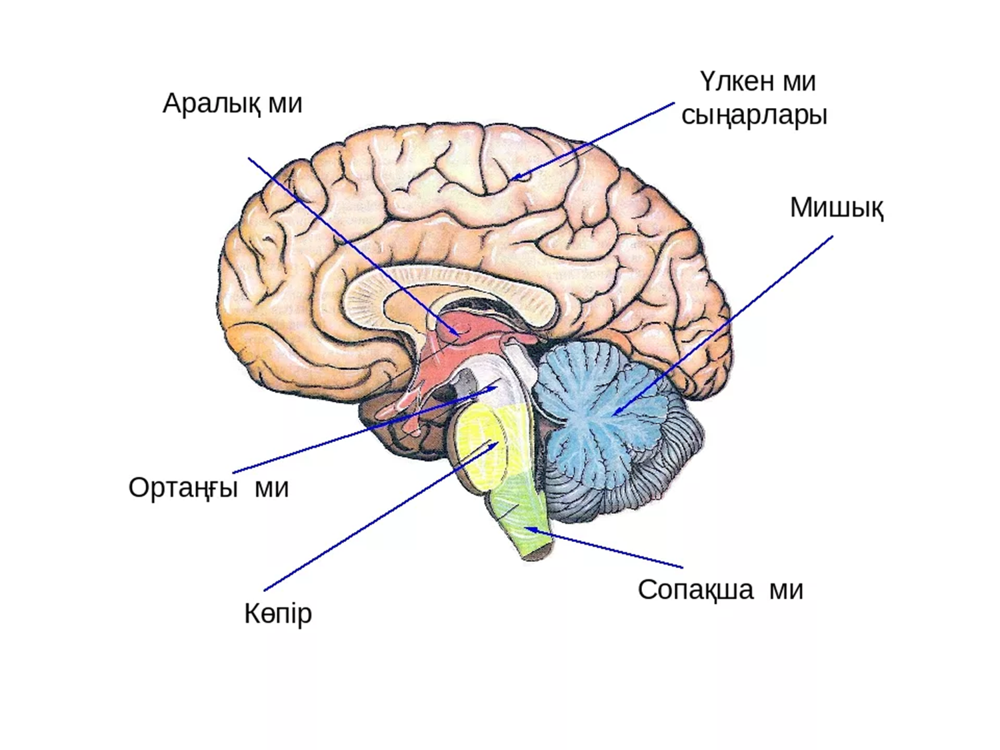 Үлкен ми
сыңарлары
Аралық ми
Мишық
Ортаңғы  ми
Сопақша  ми
Көпір